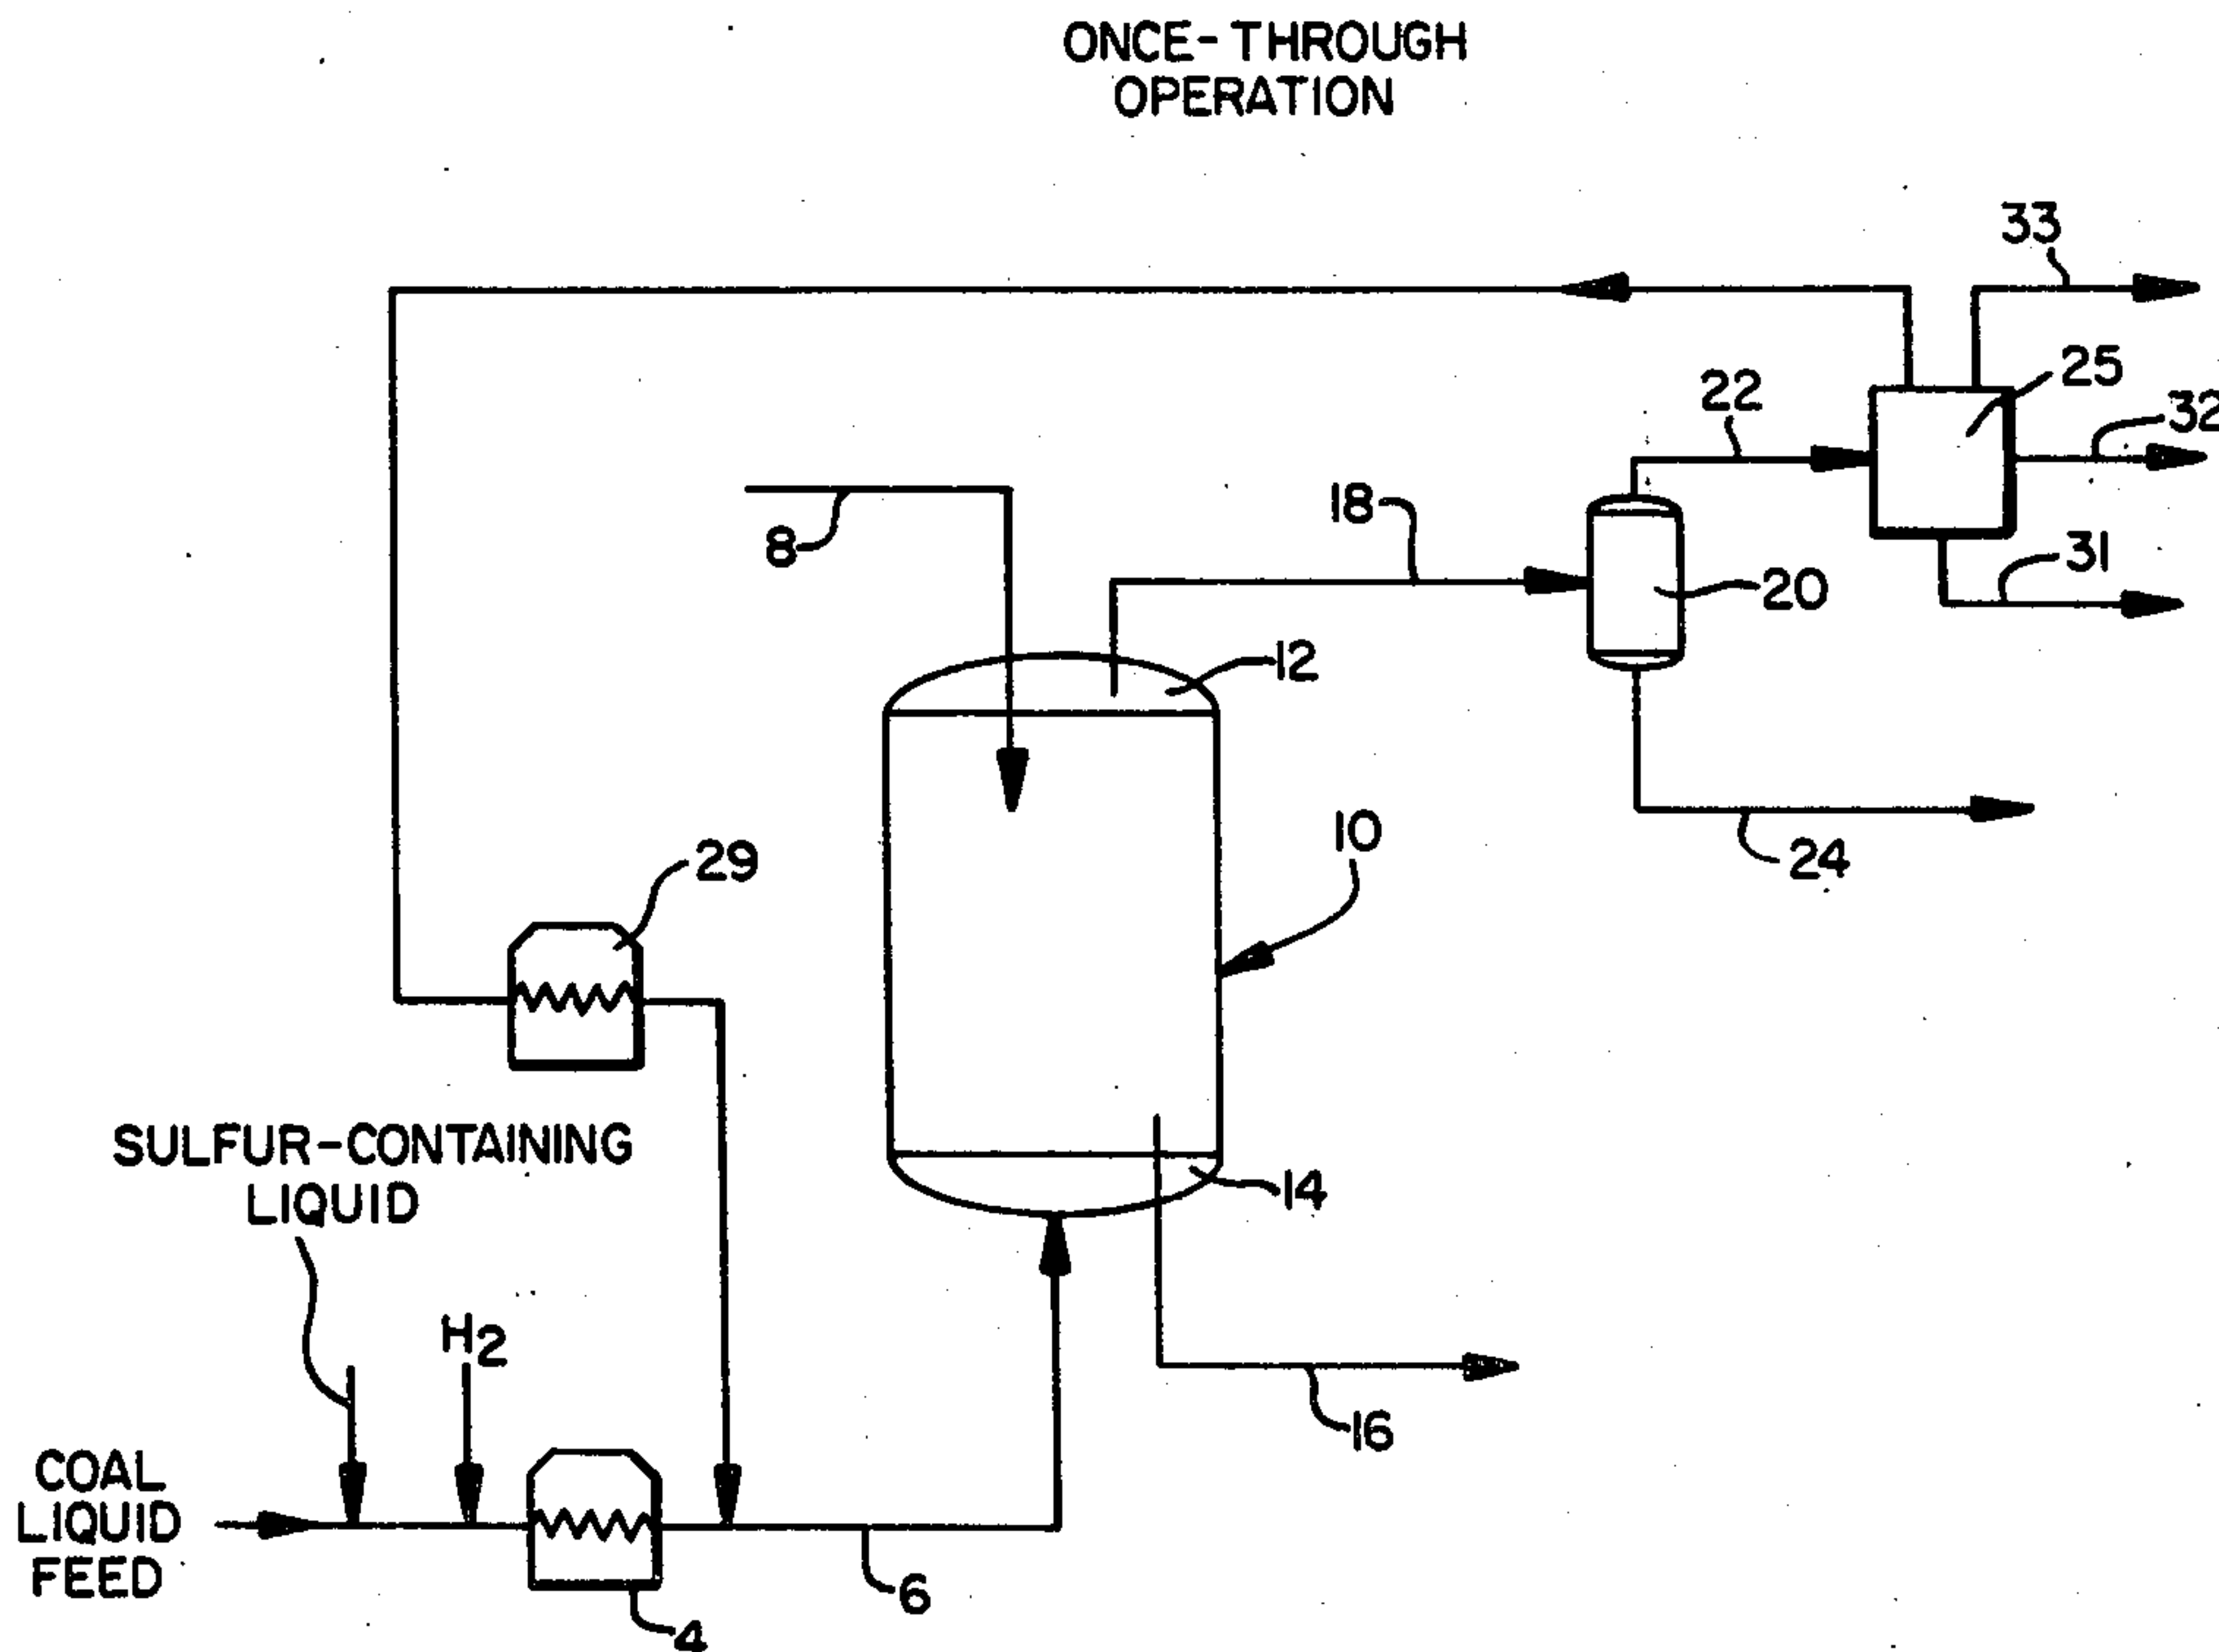 ONCE-THROUGH
OPERATION
33
25
22
32
18
8
31
20
12
10
24
29
SULFUR-CONTAINING
LIQUID
14
H2
16
COAL
LIQUID
FEED
6
4